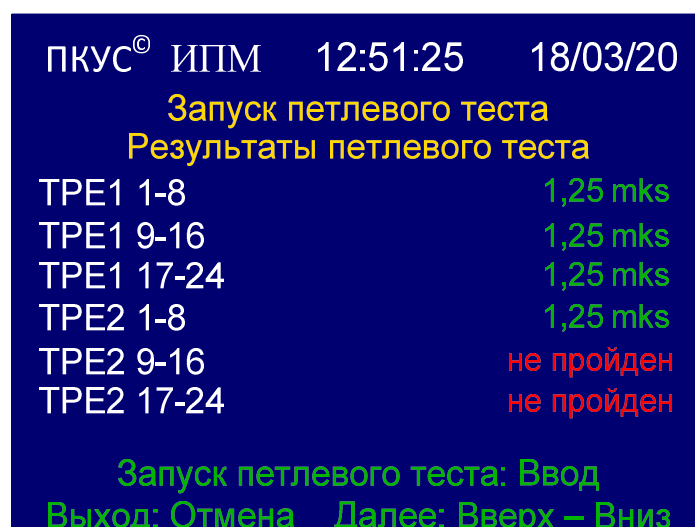 ПКУС© ИПМ 12:51:25 18/03/20
Запуск петлевого теста
Результаты петлевого теста
TPE1 1-8 1,25 mks
TPE1 9-16 1,25 mks
TPE1 17-24 1,25 mks
TPE2 1-8 1,25 mks
TPE2 9-16 не пройден
TPE2 17-24 не пройден
Запуск петлевого теста: Ввод
Выход: Отмена Далее: Вверх – Вниз